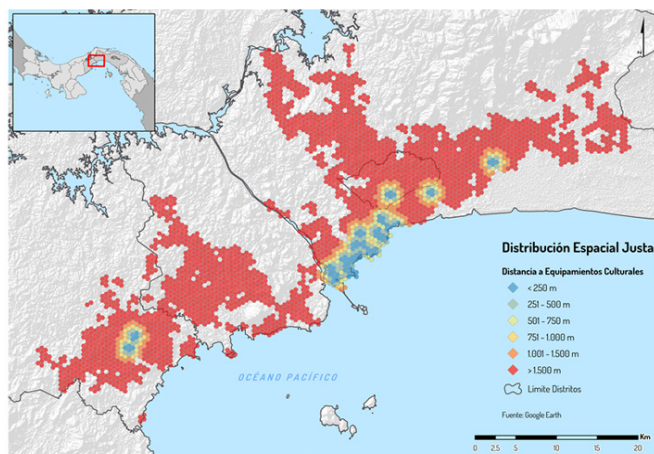 Distribución Espacial Justa
Distancia a Equipamientos Culturales
< 250 m
251 - 500 m
501 - 750 m
751 - 1.000 m
1.001 - 1.500 m
> 1.500 m
Limite Distritos
OCÉANO PACÍFICO
Fuente: Google Earth
Km
0 2,5 5 10 15 20